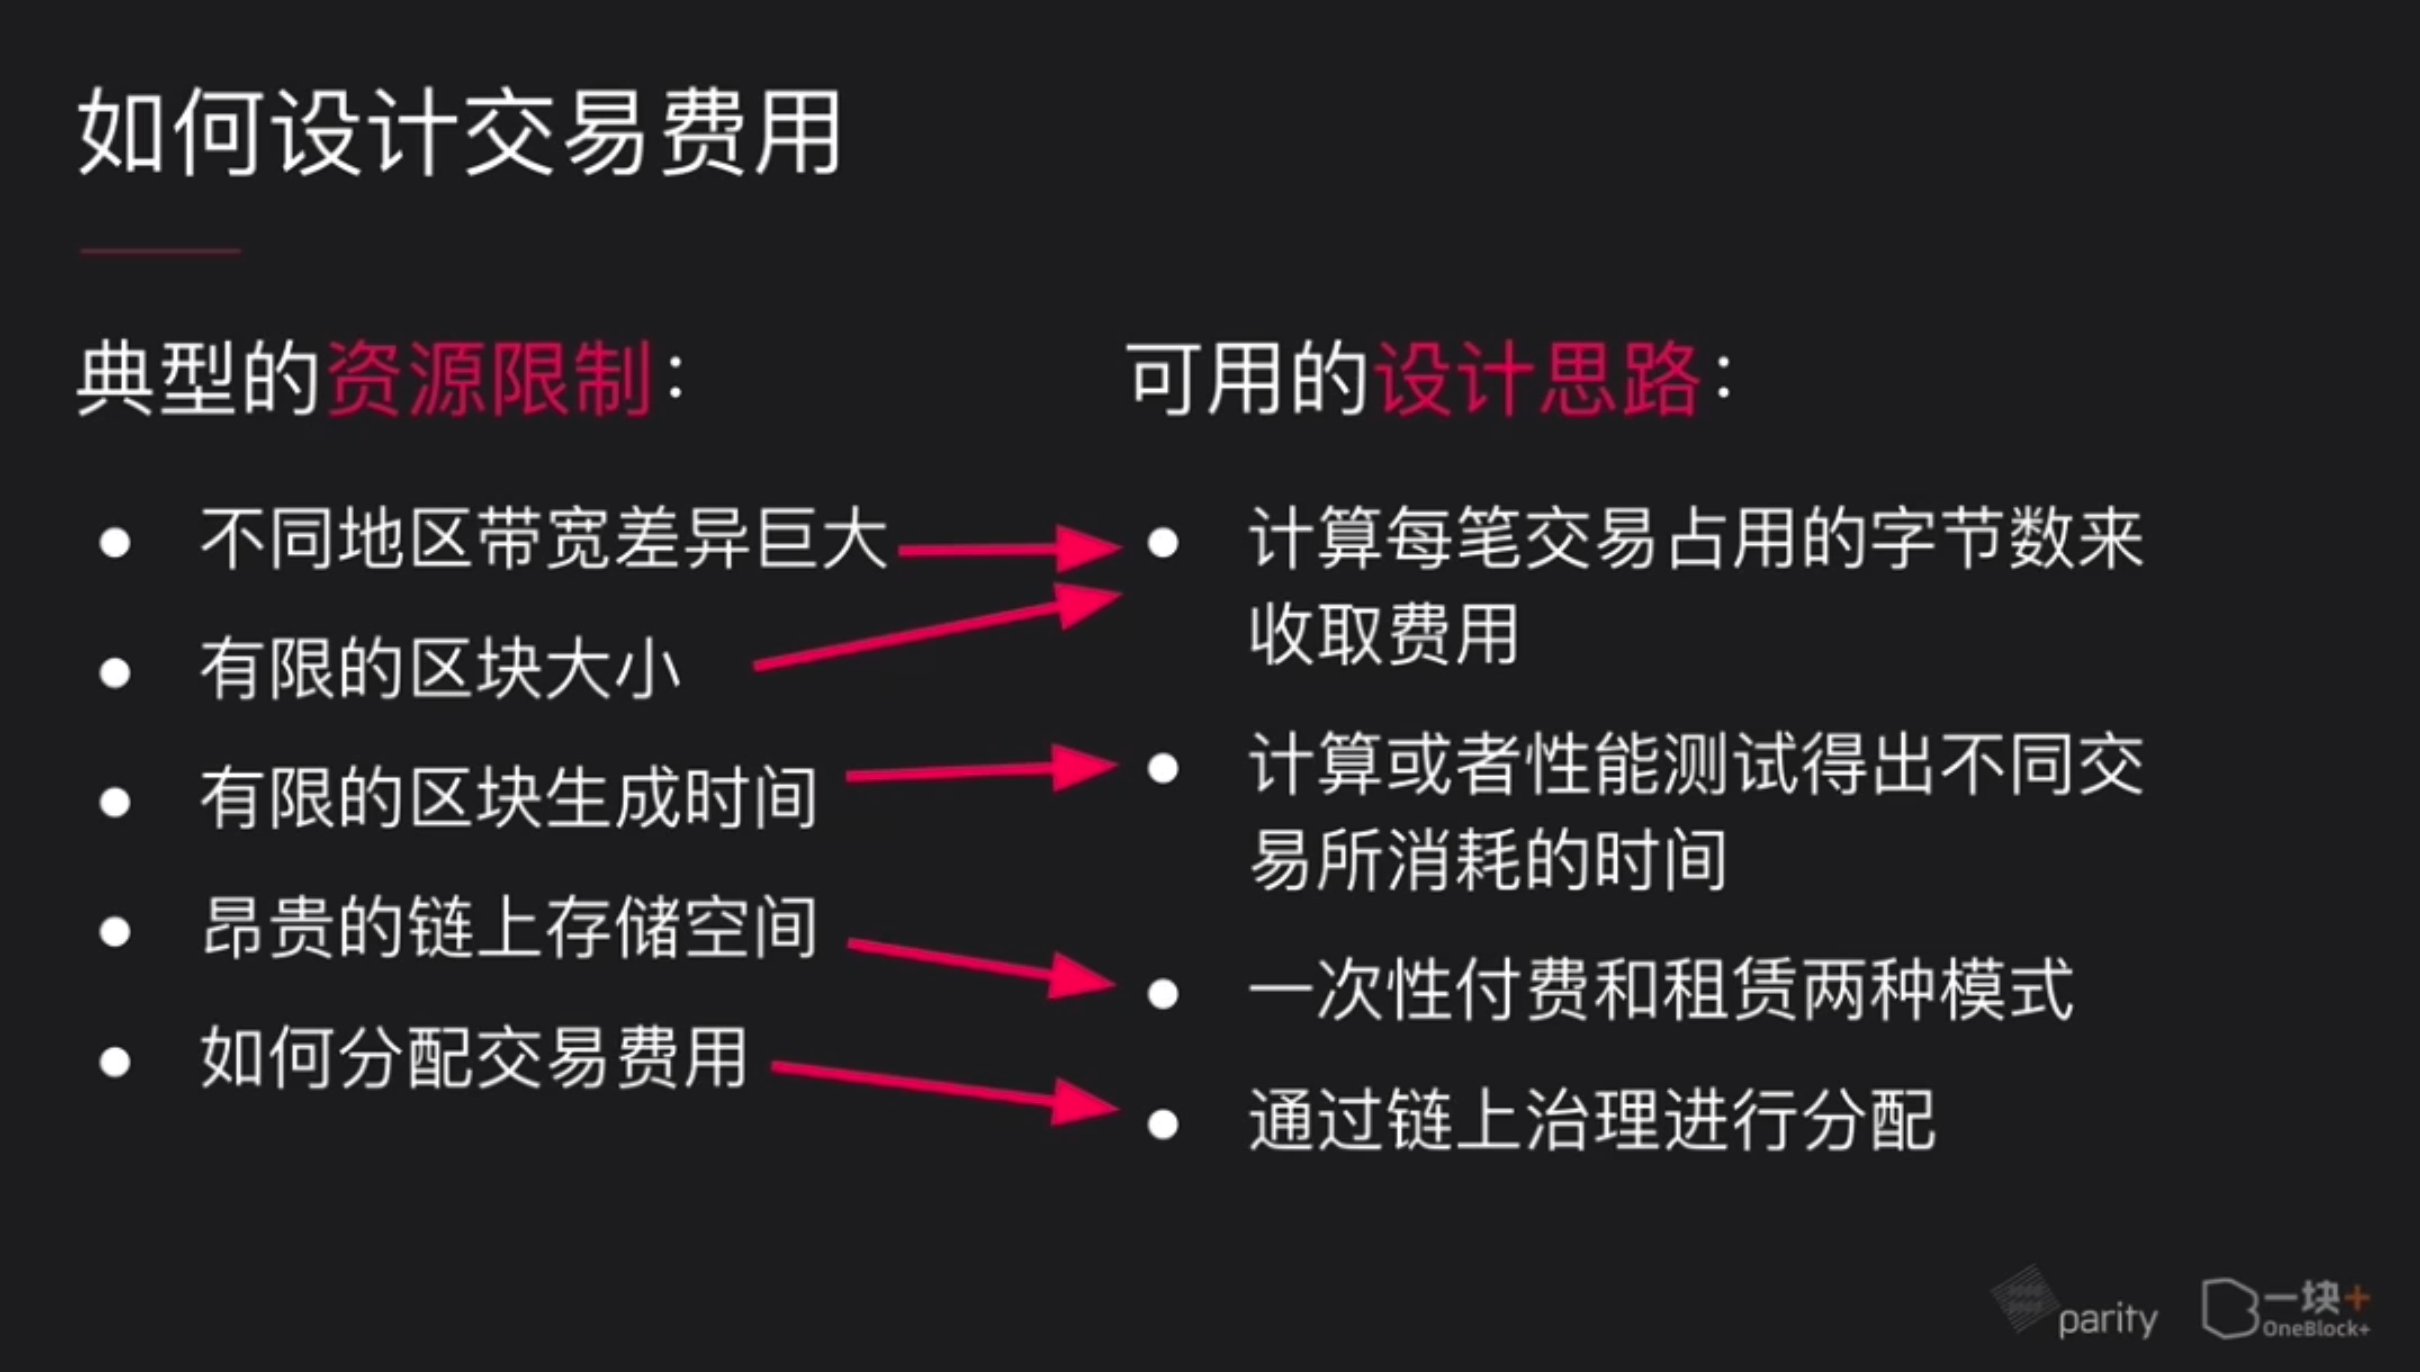 如何设计交易费用
典型的资源限制：
不同地区带宽差异巨大
有限的区块大小
有限的区块生成时间
昂贵的链上存储空间
如何分配交易费用
可用的设计思路：
计算每笔交易占用的字节数来
收取费用
计算或者性能测试得出不同交
易所消耗的时间
一次性付费和租赁两种模式
通过链上治理进行分配
parity
一块+
OneBlock+